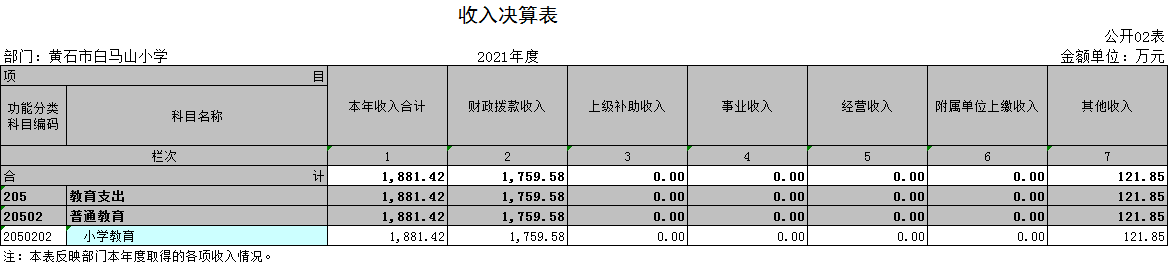 收入决算表
公开02表
部门：黄石市白马山小学 2021年度 金额单位：万元
项 目 本年收入合计 财政拨款收入 上级补助收入 事业收入 经营收入 附属单位上缴收入 其他收入
功能分类科目编码 科目名称
栏次 1 2 3 4 5 6 7
合 计 1,881.42 1,759.58 0.00 0.00 0.00 0.00 121.85
205 教育支出 1,881.42 1,759.58 0.00 0.00 0.00 0.00 121.85
20502 普通教育 1,881.42 1,759.58 0.00 0.00 0.00 0.00 121.85
2050202 小学教育 1,881.42 1,759.58 0.00 0.00 0.00 0.00 121.85
注：本表反映部门本年度取得的各项收入情况。